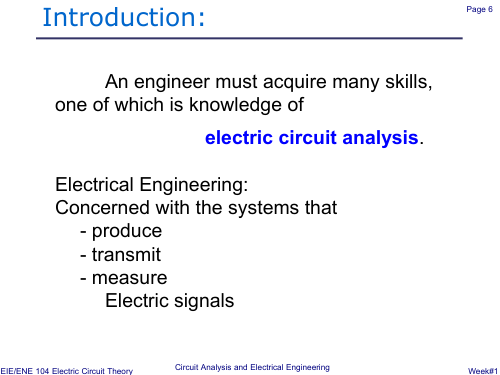 Introduction:
Page 6
An engineer must acquire many skills,
one of which is knowledge of
electric circuit analysis.
Electrical Engineering:
Concerned with the systems that
- produce
- transmit
- measure
Electric signals
EIE/ENE 104 Electric Circuit Theory
Circuit Analysis and Electrical Engineering
Week#1